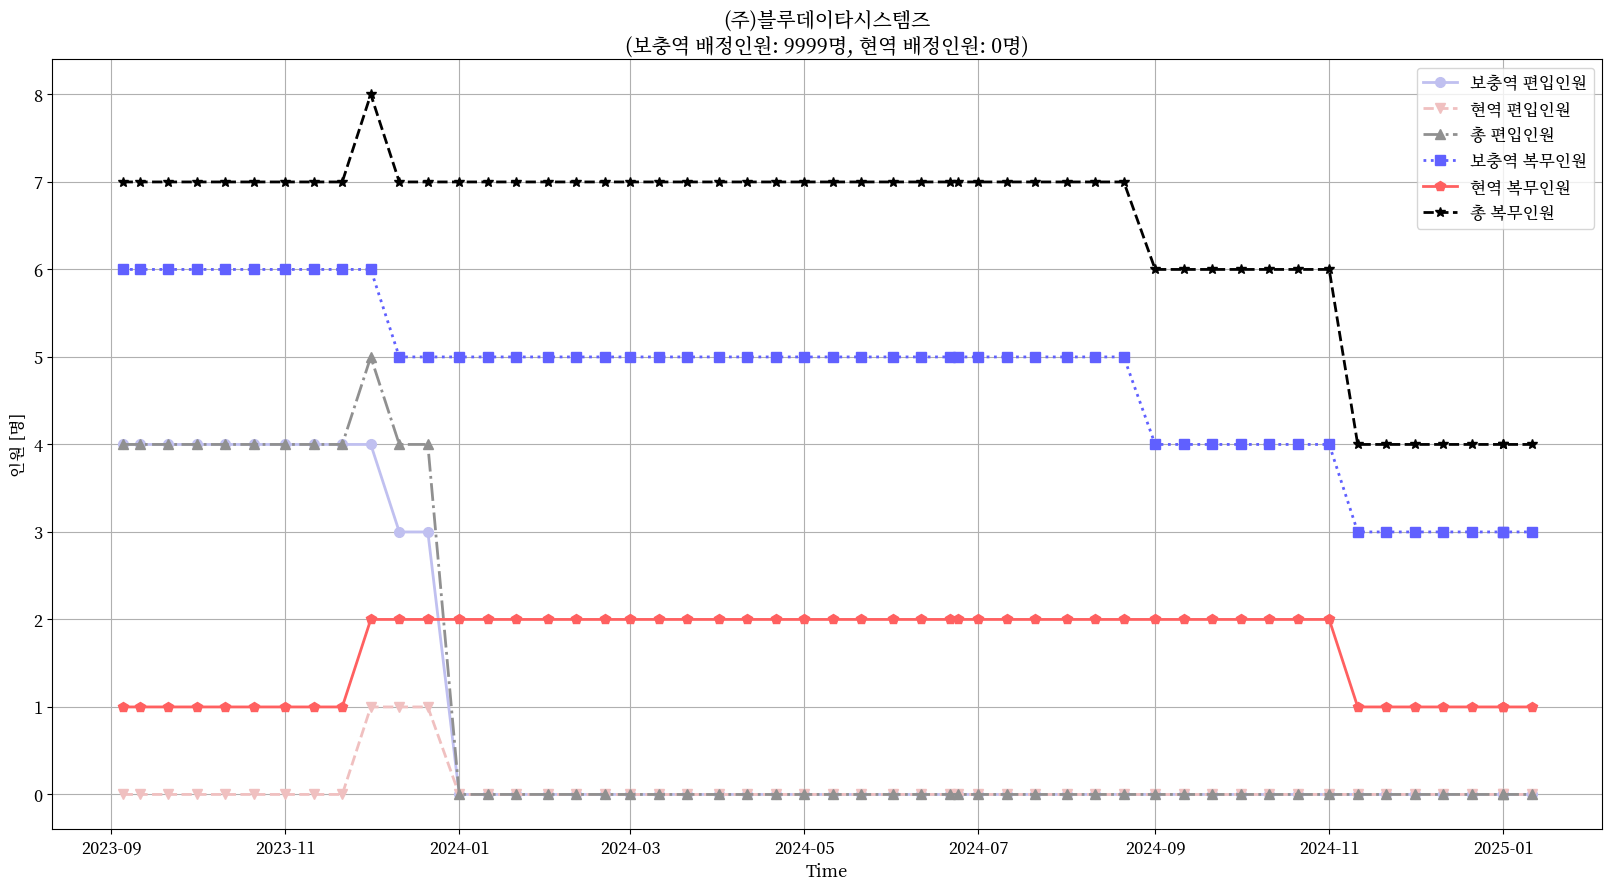 (주)블루데이타시스템즈
(보충역 배정인원: 9999명, 현역 배정인원: 0명)
보충역 편입인원
현역 편입인원
총 편입인원
보충역 복무인원
현역 복무인원
총 복무인원
인원 [명]
8
7
6
5
4
3
2
1
0
2023-09
2023-11
2024-01
2024-03
2024-05
2024-07
2024-09
2024-11
2025-01
Time